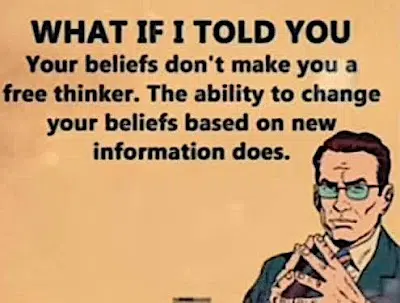 WHAT IF I TOLD YOU
Your beliefs don't make you a
free thinker. The ability to change
your beliefs based on new
information does.